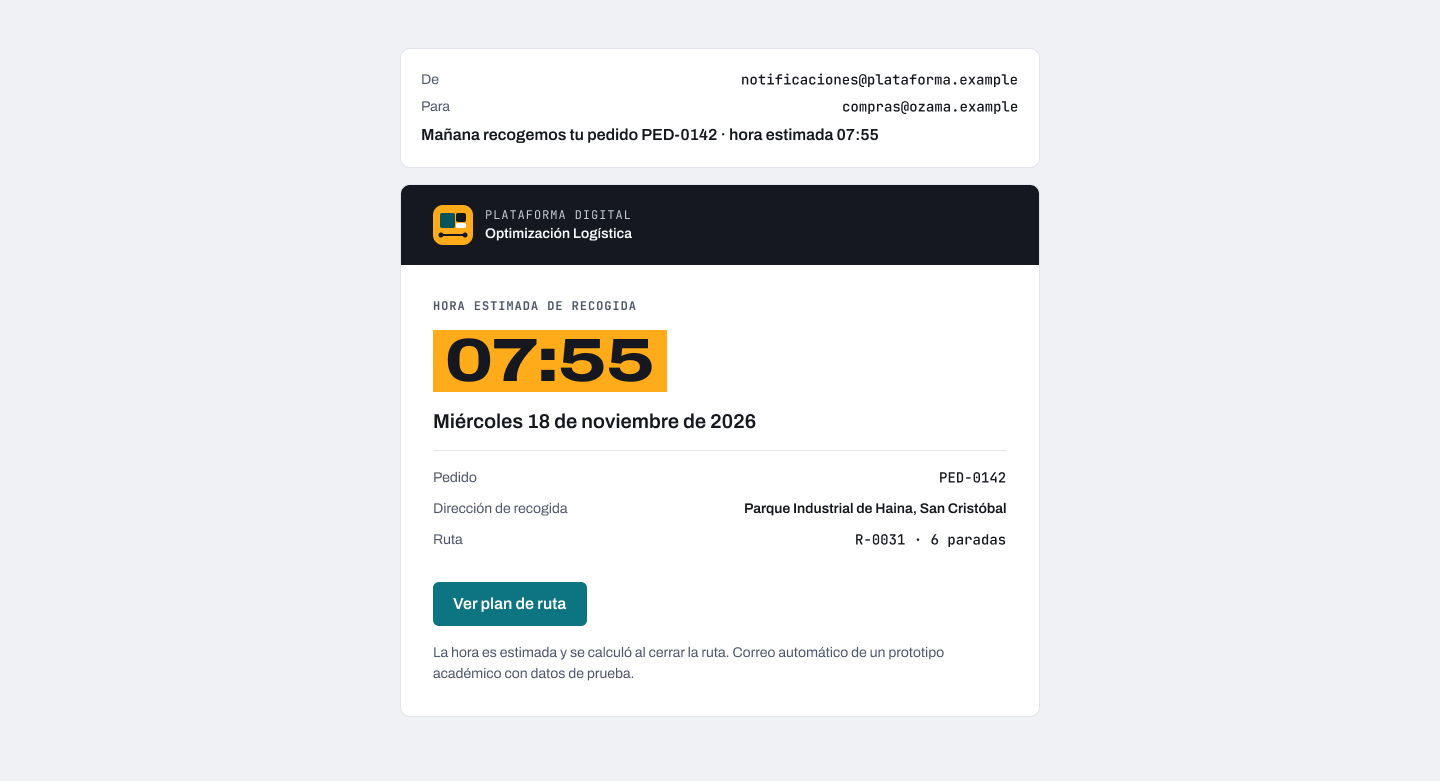 De
notificaciones@plataforma.example
Para
compras@ozama.example
Mañana recogemos tu pedido PED-0142 · hora estimada 07:55
PLATAFORMA DIGITAL
Optimización Logística
HORA ESTIMADA DE RECOGIDA
07:55
Miércoles 18 de noviembre de 2026
Pedido
PED-0142
Dirección de recogida
Parque Industrial de Haina, San Cristóbal
Ruta
R-0031 · 6 paradas
Ver plan de ruta
La hora es estimada y se calculó al cerrar la ruta. Correo automático de un prototipo
académico con datos de prueba.